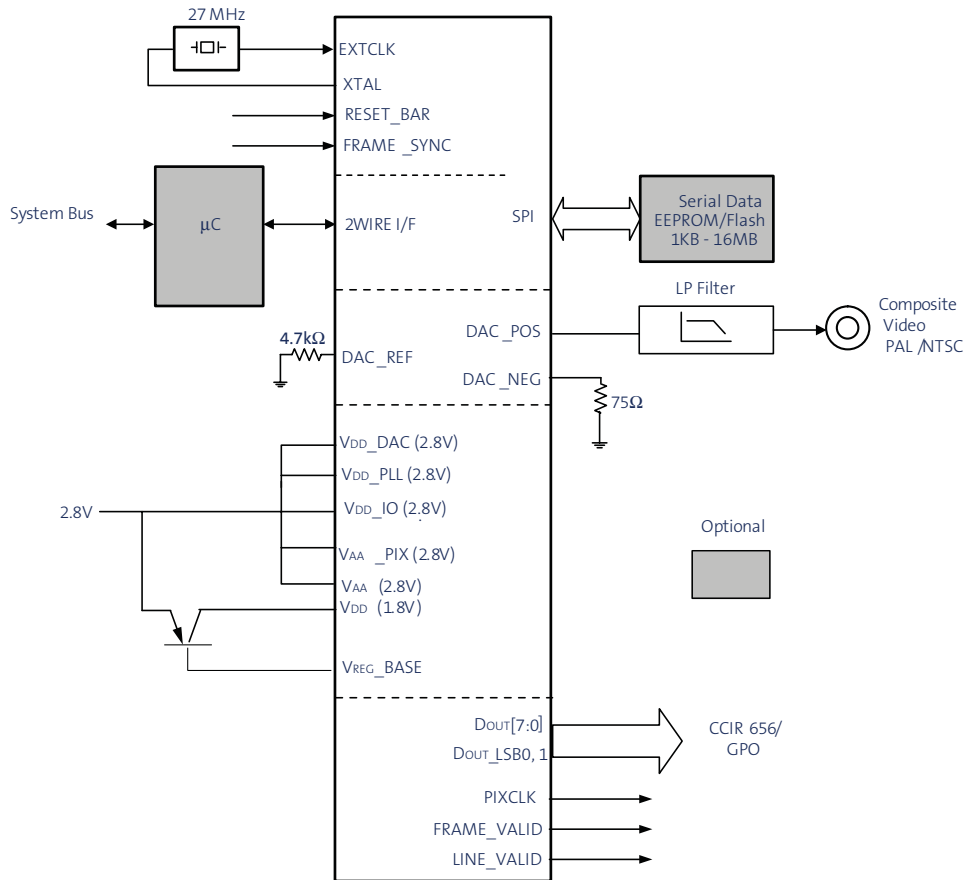 27 MHz
EXTCLK
XTAL
RESET_BAR
FRAME _SYNC
System Bus
µC
2WIRE I/F
SPI
Serial Data
EEPROM/Flash
1KB - 16MB
LP Filter
Composite
Video
PAL /NTSC
DAC _POS
4.7kΩ
DAC _REF
DAC _NEG
75Ω
VDD_DAC (2.8V)
VDD_PLL (2.8V)
2.8V
VDD_IO (2.8V)
VAA _PIX (2.8V)
VAA (2.8V)
VDD (1.8V)
VREG_BASE
Optional
DOUT[7:0]
DOUT_LSB0, 1
CCIR 656/
GPO
PIXCLK
FRAME_VALID
LINE_VALID